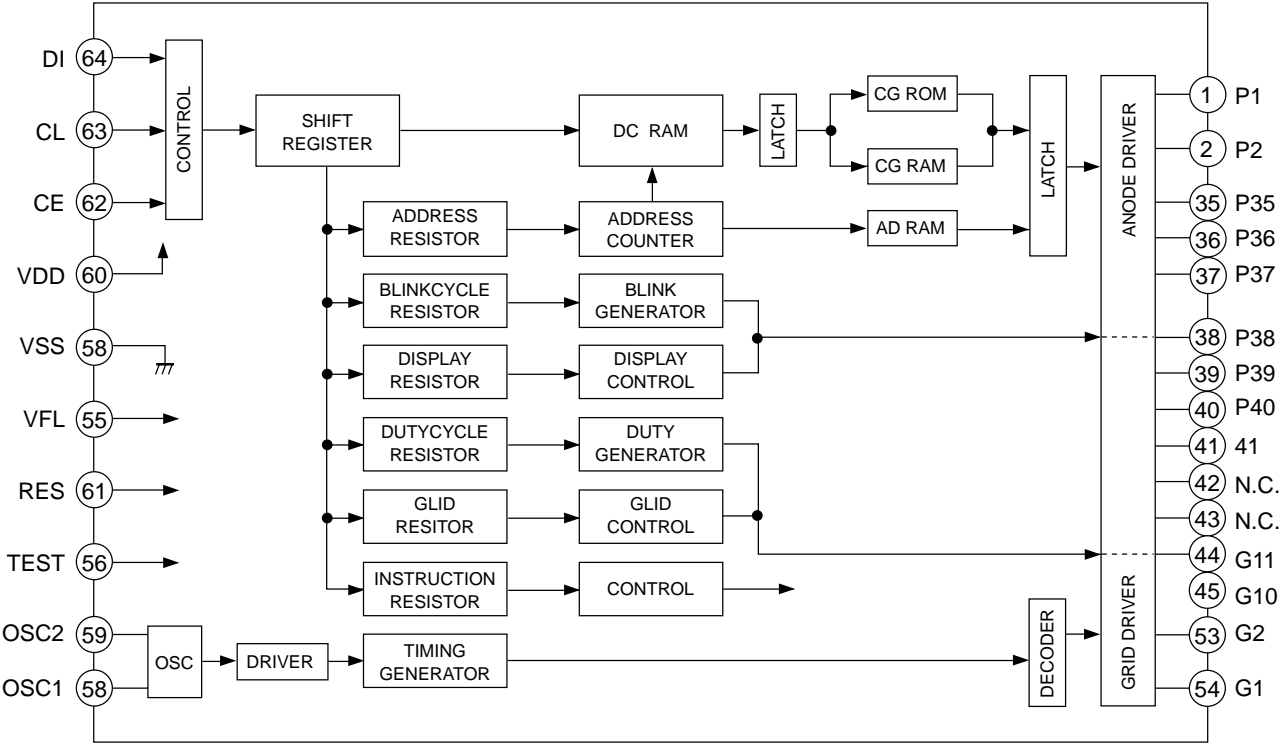 DI 64
CL 63
CE 62
VDD 60
VSS 58
VFL 55
RES 61
TEST 56
OSC2 59
OSC1 58
CONTROL
SHIFT
REGISTER
DC RAM
LATCH
CG ROM
CG RAM
LATCH
ADDRESS
RESISTOR
ADDRESS
COUNTER
AD RAM
BLINKCYCLE
RESISTOR
BLINK
GENERATOR
DISPLAY
RESISTOR
DISPLAY
CONTROL
DUTYCYCLE
RESISTOR
DUTY
GENERATOR
GLID
RESITOR
GLID
CONTROL
INSTRUCTION
RESISTOR
CONTROL
OSC
DRIVER
TIMING
GENERATOR
DECODER
ANODE DRIVER
GRID DRIVER
1 P1
2 P2
35 P35
36 P36
37 P37
38 P38
39 P39
40 P40
41 41
42 N.C.
43 N.C.
44 G11
45 G10
53 G2
54 G1